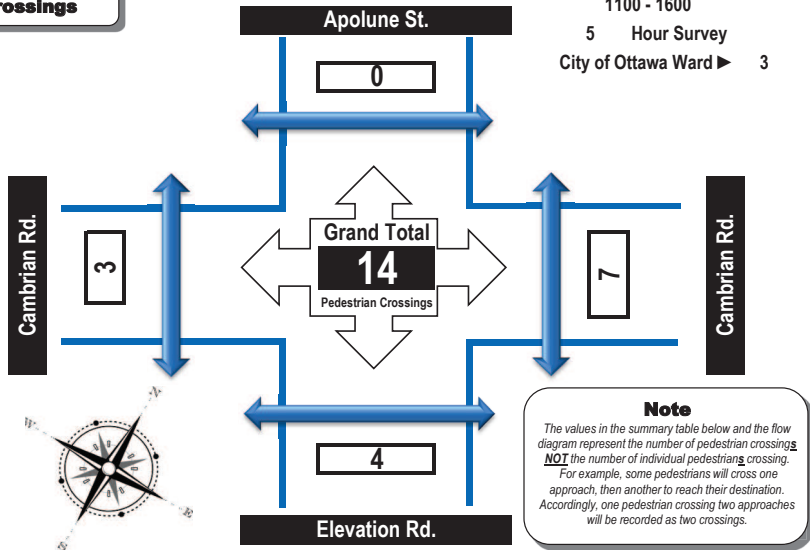 Crossings
1100 - 1600
5 Hour Survey
City of Ottawa Ward ► 3
Apolune St.
0
Cambrian Rd.
3
Grand Total
14
Pedestrian Crossings
7
Cambrian Rd.
4
Elevation Rd.
N
W
E
S
Note
The values in the summary table below and the flow
diagram represent the number of pedestrian crossings
NOT the number of individual pedestrians crossing.
For example, some pedestrians will cross one
approach, then another to reach their destination.
Accordingly, one pedestrian crossing two approaches
will be recorded as two crossings.